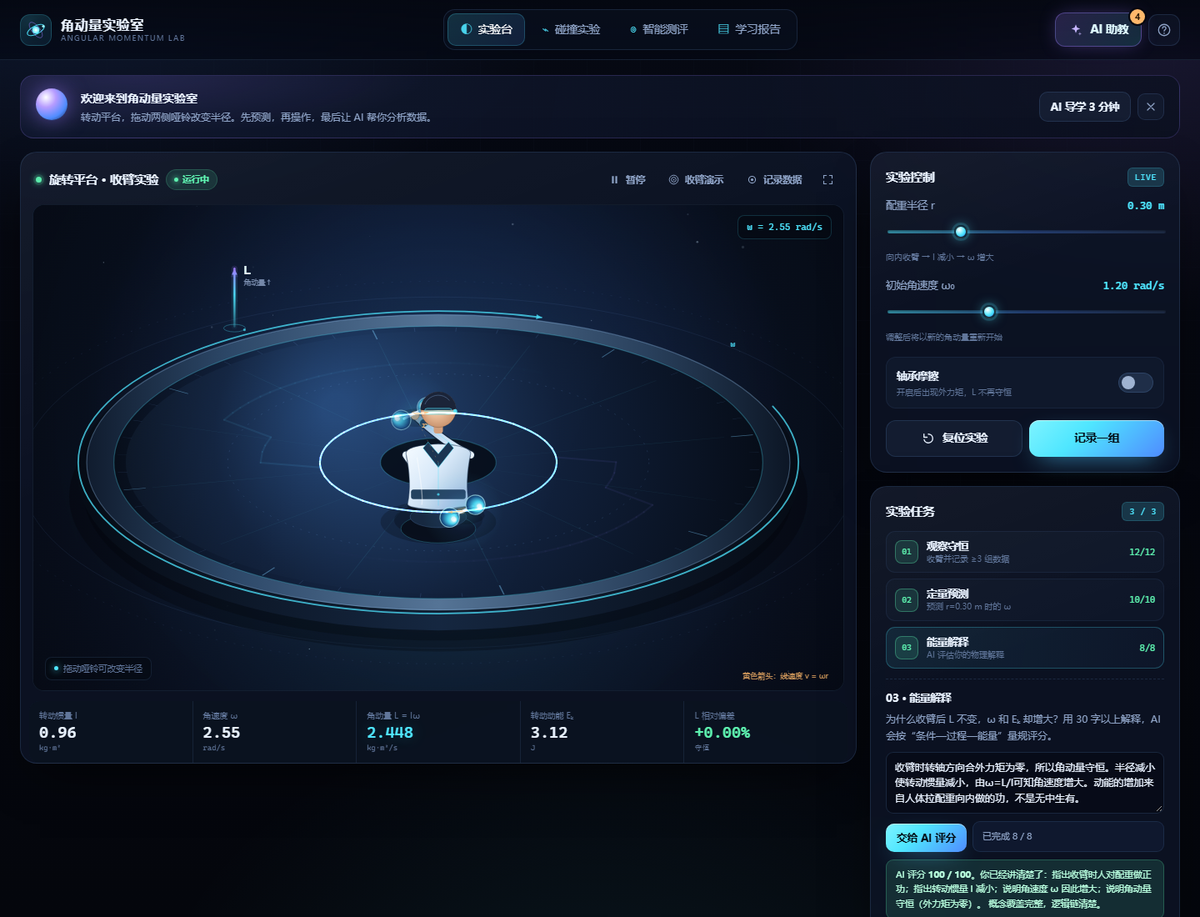 角动量实验室
ANGULAR MOMENTUM LAB
实验台
碰撞实验
智能测评
学习报告
AI 助教
4
欢迎来到角动量实验室
转动平台，拖动两侧哑铃改变半径。先预测，再操作，最后让 AI 帮你分析数据。
AI 导学 3 分钟
旋转平台 • 收臂实验
运行中
暂停
收臂演示
记录数据
ω = 2.55 rad/s
L
角动量 ↑
ω
拖动哑铃可改变半径
黄色箭头：线速度 v = ωr
转动惯量 I
0.96
kg·m²
角速度 ω
2.55
rad/s
角动量 L = Iω
2.448
kg·m²/s
转动动能 Eₖ
3.12
J
L 相对偏差
+0.00%
守恒
实验控制
LIVE
配重半径 r
0.30 m
向内收臂 → I 减小 → ω 增大
初始角速度 ω₀
1.20 rad/s
调整后将以新的角动量重新开始
轴承摩擦
开启后出现外力矩，L 不再守恒
复位实验
记录一组
实验任务
3 / 3
01
观察守恒
收臂并记录 ≥3 组数据
12/12
02
定量预测
预测 r=0.30 m 时的 ω
10/10
03
能量解释
AI 评估你的物理解释
8/8
03 • 能量解释
为什么收臂后 L 不变，ω 和 Eₖ 却增大？用 30 字以上解释，AI
会按“条件—过程—能量”量规评分。
收臂时转轴方向合外力矩为零，所以角动量守恒。半径减小
使转动惯量减小，由ω=L/I可知角速度增大。动能的增加来
自人体拉配重向内做的功，不是无中生有。
交给 AI 评分
已完成 8 / 8
AI 评分 100 / 100。你已经讲清楚了：指出收臂时人对配重做正
功；指出转动惯量 I 减小；说明角速度 ω 因此增大；说明角动量
守恒（外力矩为零）。 概念覆盖完整，逻辑链清楚。